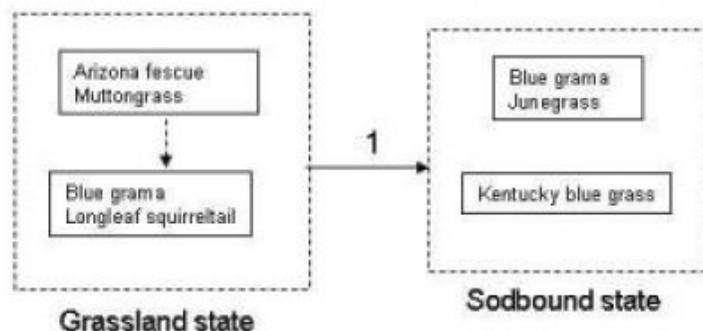 Arizona fescue
Muttongrass
Blue grama
Longleaf squirreltail
Grassland state
1
Blue grama
Junegrass
Kentucky blue grass
Sodbound state